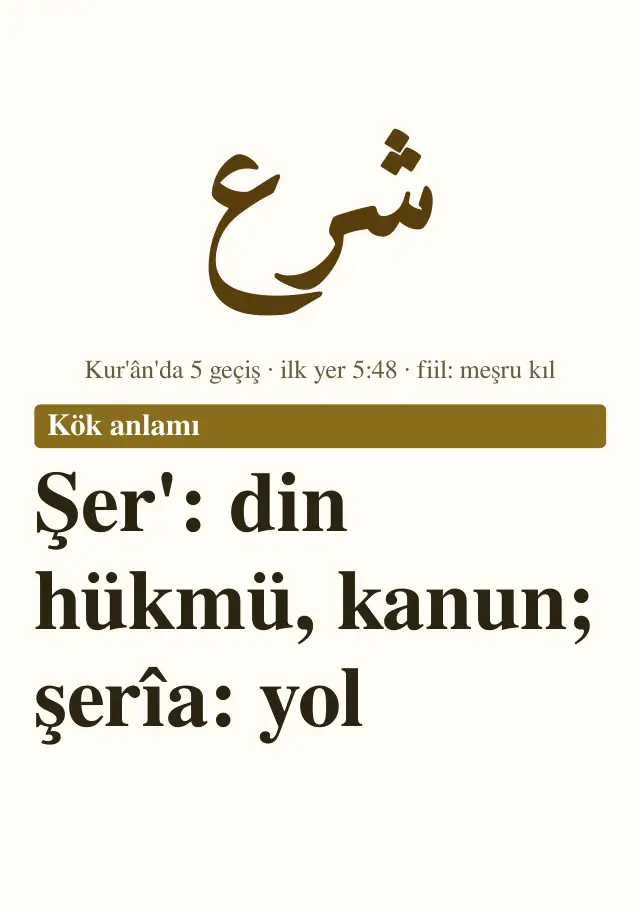 شرع
Kur'ân'da 5 geçiş · ilk yer 5:48 · fiil: meşru kıl
Kök anlamı
Şer': din
hükmü, kanun;
şerîa: yol